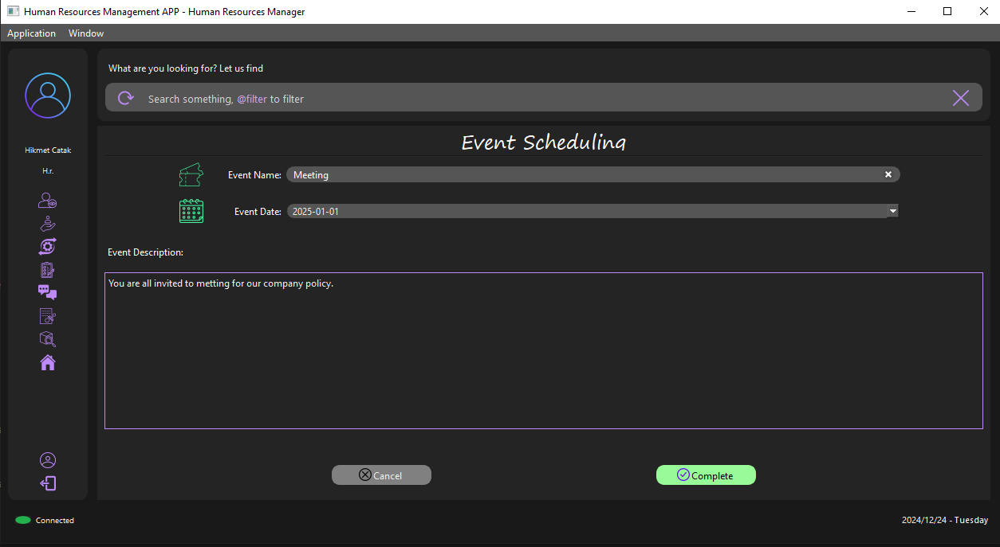 Human Resources Management APP - Human Resources Manager
Application Window
What are you looking for? Let us find
Search something, @filter to filter
Hikmet Catak
H.r.
Event Scheduling
Event Name: Meeting
Event Date: 2025-01-01
Event Description:
You are all invited to metting for our company policy.
Cancel
Complete
Connected
2024/12/24 - Tuesday